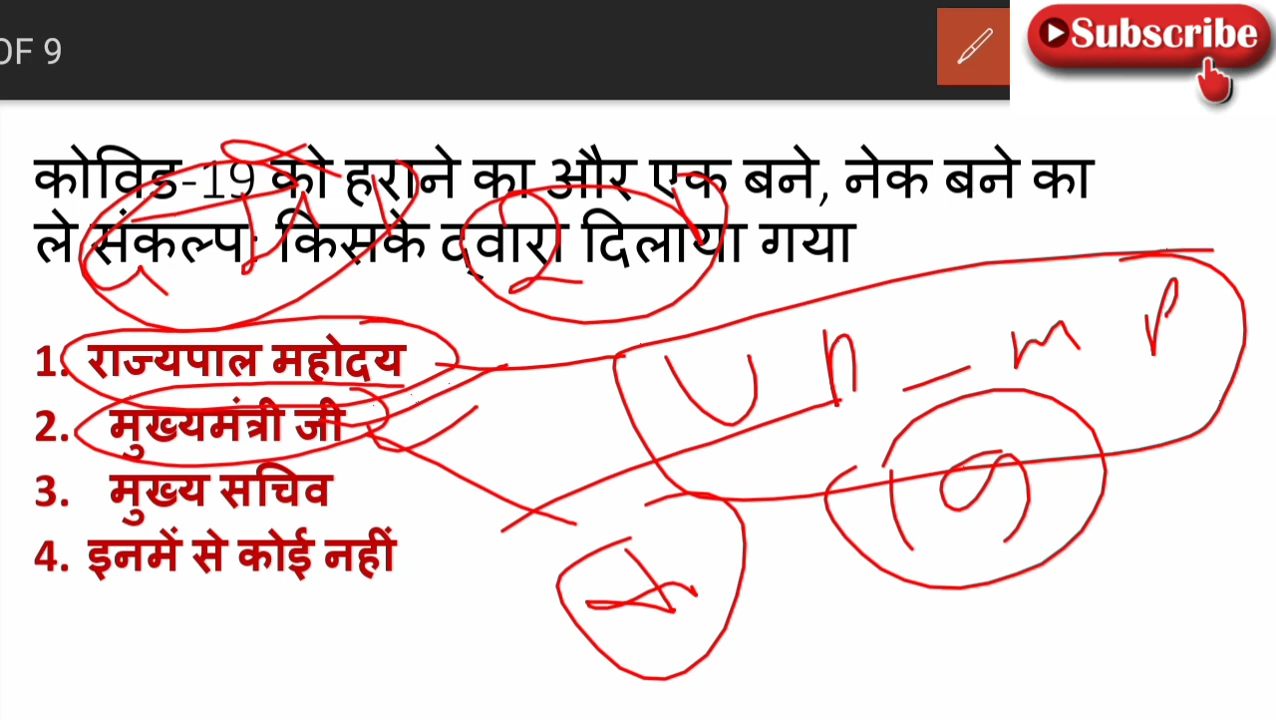 OF 9
Subscribe
कोविड-19 को हराने का और एक बने, नेक बने का
ले संकल्प: किसके द्वारा दिलाया गया
1. राज्यपाल महोदय
2. मुख्यमंत्री जी
3. मुख्य सचिव
4. इनमें से कोई नहीं
2